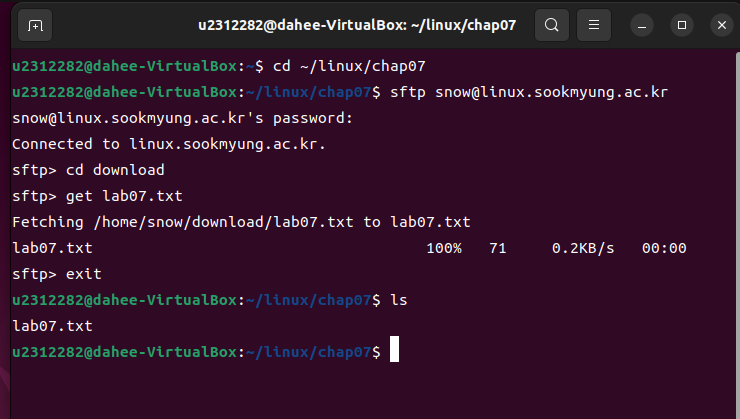 u2312282@dahee-VirtualBox: ~/linux/chap07
u2312282@dahee-VirtualBox:~$ cd ~/linux/chap07
u2312282@dahee-VirtualBox:~/linux/chap07$ sftp snow@linux.sookmyung.ac.kr
snow@linux.sookmyung.ac.kr's password:
Connected to linux.sookmyung.ac.kr.
sftp> cd download
sftp> get lab07.txt
Fetching /home/snow/download/lab07.txt to lab07.txt
lab07.txt 100% 71 0.2KB/s 00:00
sftp> exit
u2312282@dahee-VirtualBox:~/linux/chap07$ ls
lab07.txt
u2312282@dahee-VirtualBox:~/linux/chap07$